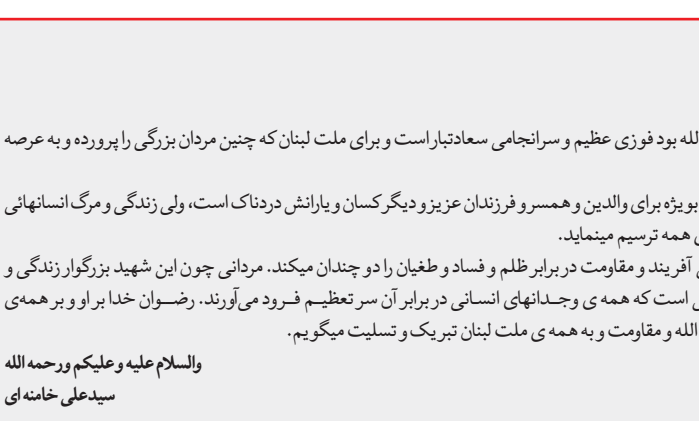 لله بود فوزی عظیم و سرانجامی سعادتبار است و برای ملت لبنان که چنین مردان بزرگی را پرورده و به عرصه
بویژه برای والدین و همسر و فرزندان عزیز و دیگر کسان و یارانش دردناک است، ولی زندگی و مرگ انسانهائی
همه ترسیم مینماید.
آفریند و مقاومت در برابر ظلم و فساد و طغیان را دو چندان میکند. مردانی چون این شهید بزرگوار زندگی و
است که همه ی وجدانهای انسانی در برابر آن سر تعظیم فرود می‌آورند. رضوان خدا بر او و بر همه‌ی
الله و مقاومت و به همه ی ملت لبنان تبریک و تسلیت میگویم.
والسلام علیه وعلیکم ورحمه الله
سیدعلی خامنه ای